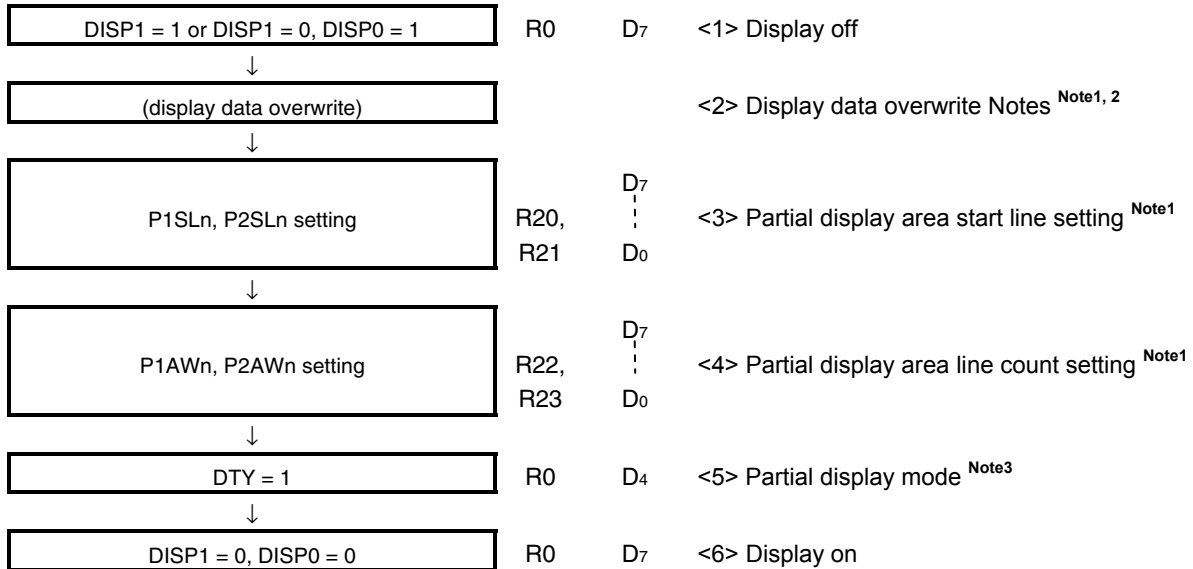 DISP1 = 1 or DISP1 = 0, DISP0 = 1 R0 D7 <1> Display off
↓
(display data overwrite) <2> Display data overwrite Notes Note1, 2
↓
D7
P1SLn, P2SLn setting R20, <3> Partial display area start line setting Note1
R21 D0
↓
D7
P1AWn, P2AWn setting R22, <4> Partial display area line count setting Note1
R23 D0
↓
DTY = 1 R0 D4 <5> Partial display mode Note3
↓
DISP1 = 0, DISP0 = 0 R0 D7 <6> Display on